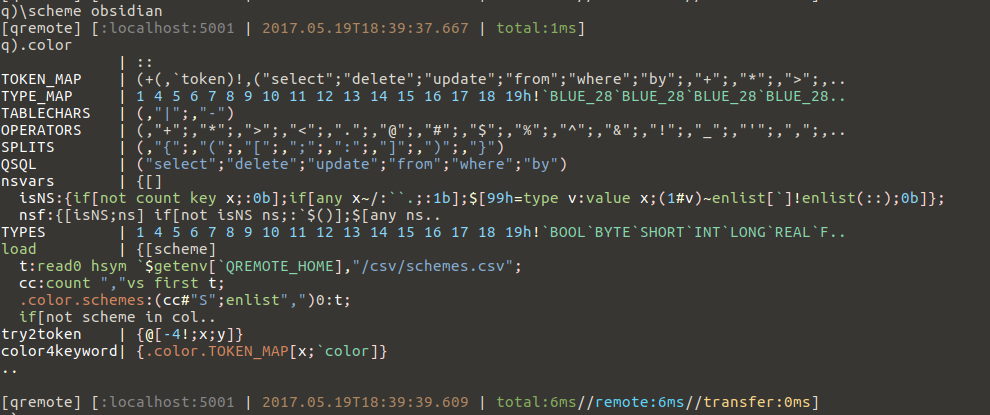 q)\scheme obsidian
[qremote] [:localhost:5001 | 2017.05.19T18:39:37.667 | total:1ms]
q).color
             | ::
TOKEN_MAP    | (+(,`token)!,("select";"delete";"update";"from";"where";"by";,"+";,"*";,">";,..
TYPE_MAP     | 1 4 5 6 7 8 9 10 11 12 13 14 15 16 17 18 19h!`BLUE_28`BLUE_28`BLUE_28`BLUE_28..
TABLECHARS   | (,"|";,"-")
OPERATORS    | (,"+";,"*";,">";,"<";,".";,"@";,"#";,"$";,"%";,"^";,"&";,"!";,"_";,"'";,",";,..
SPLITS       | (,"{";,"(";,"[";,";";,":";,"]";,")";,"}")
QSQL         | ("select";"delete";"update";"from";"where";"by")
nsvars       | {[]
  isNS:{if[not count key x;:0b];if[any x~/:``.;:1b];$[99h=type v:value x;(1#v)~enlist[`]!enlist(::);0b]};
  nsf:{[isNS;ns] if[not isNS ns;:`$()];$[any ns..
TYPES        | 1 4 5 6 7 8 9 10 11 12 13 14 15 16 17 18 19h!`BOOL`BYTE`SHORT`INT`LONG`REAL`F..
load         | {[scheme]
  t:read0 hsym `$getenv[`QREMOTE_HOME],"/csv/schemes.csv";
  cc:count ","vs first t;
  .color.schemes:(cc#"S";enlist",")0:t;
  if[not scheme in col..
try2token    | {@[-4!;x;y]}
color4keyword| {.color.TOKEN_MAP[x;`color]}
..
[qremote] [:localhost:5001 | 2017.05.19T18:39:39.609 | total:6ms//remote:6ms//transfer:0ms]